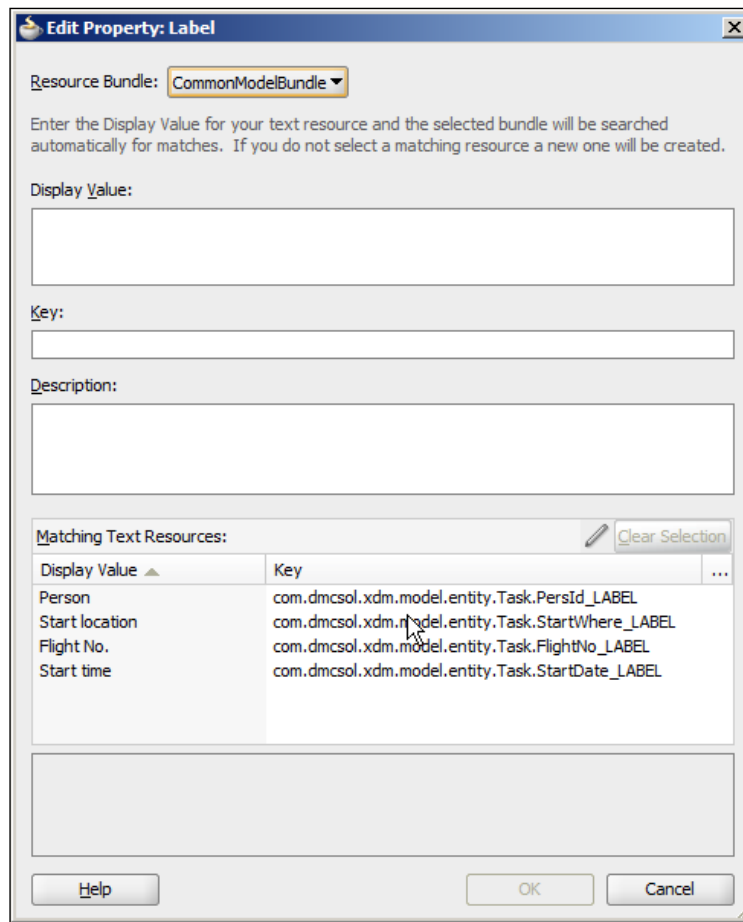 Edit Property: Label
Resource Bundle: CommonModelBundle
Enter the Display Value for your text resource and the selected bundle will be searched
automatically for matches. If you do not select a matching resource a new one will be created.
Display Value:
Key:
Description:
Matching Text Resources: Clear Selection
Display Value Key ...
Person com.dmcsol.xdm.model.entity.Task.PersId_LABEL
Start location com.dmcsol.xdm.model.entity.Task.StartWhere_LABEL
Flight No. com.dmcsol.xdm.model.entity.Task.FlightNo_LABEL
Start time com.dmcsol.xdm.model.entity.Task.StartDate_LABEL
Help OK Cancel